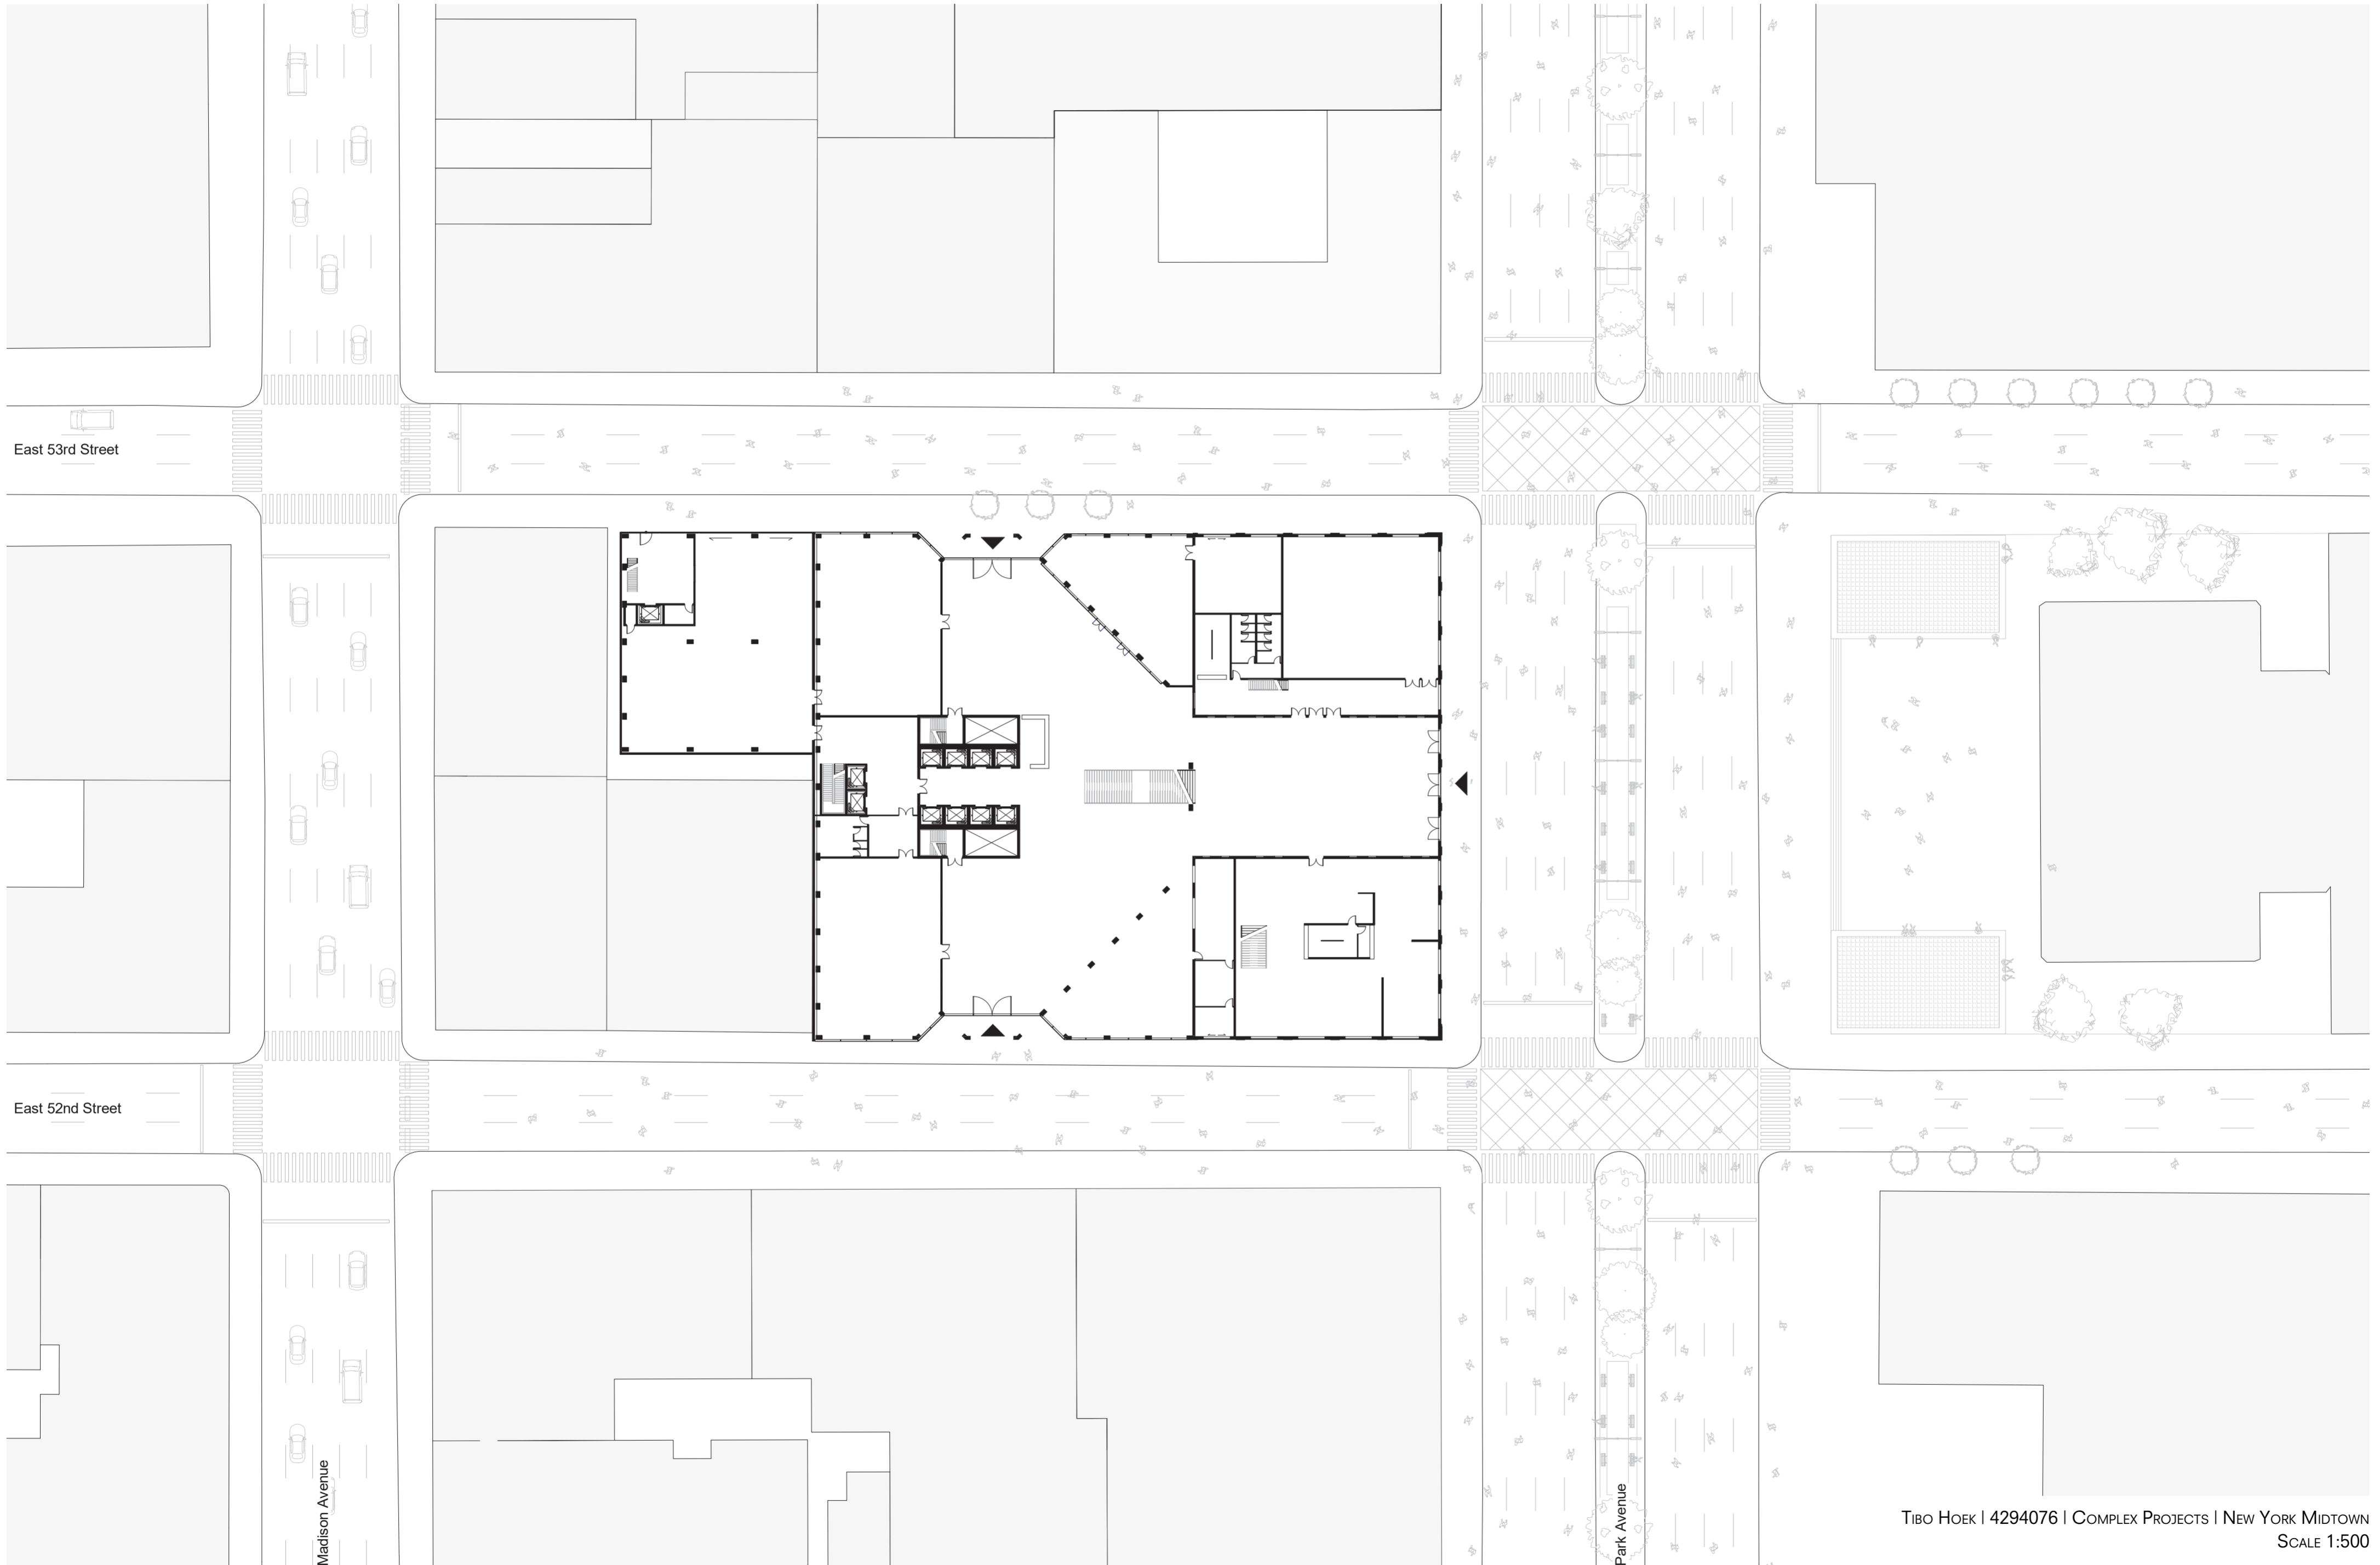 East 53rd Street
East 52nd Street
Madison Avenue
Park Avenue
Tibo Hoek | 4294076 | Complex Projects | New York Midtown
Scale 1:500